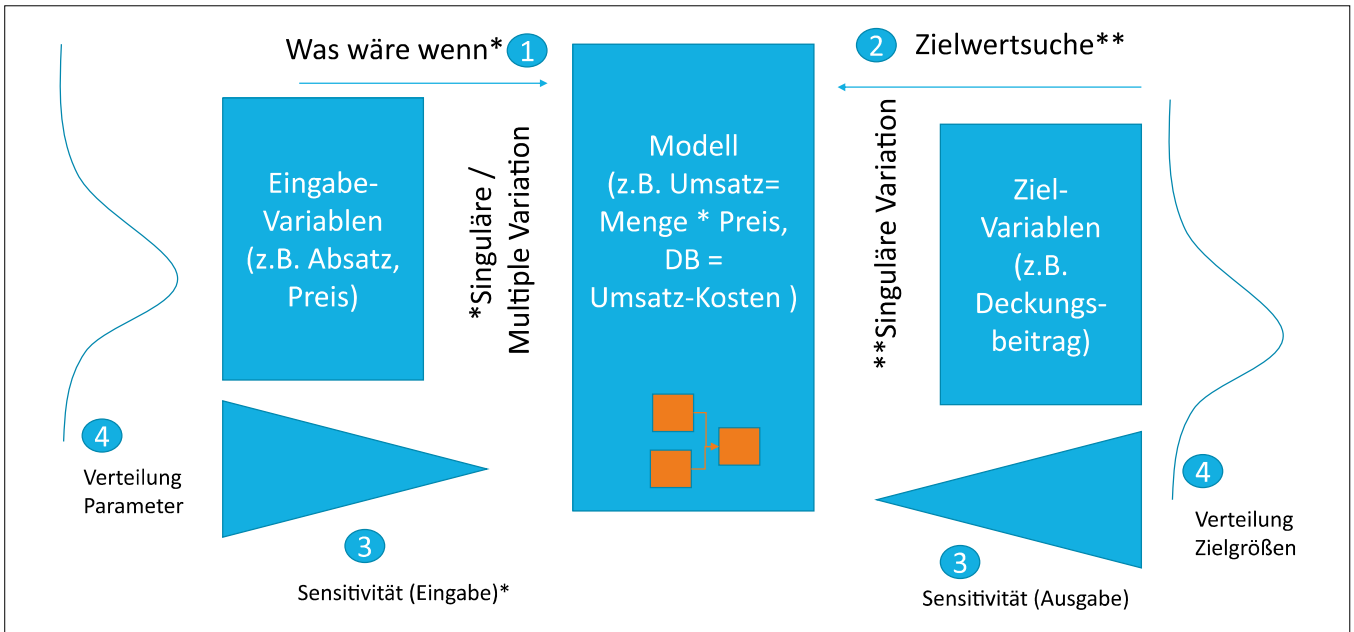 Was wäre wenn*
1
2
Zielwertsuche**
Eingabe-
Variablen
(z.B. Absatz,
Preis)
*Singuläre /
Multiple Variation
Modell
(z.B. Umsatz=
Menge * Preis,
DB =
Umsatz-Kosten )
**Singuläre Variation
Ziel-
Variablen
(z.B.
Deckungs-
beitrag)
4
Verteilung
Parameter
3
Sensitivität (Eingabe)*
3
Sensitivität (Ausgabe)
4
Verteilung
Zielgrößen